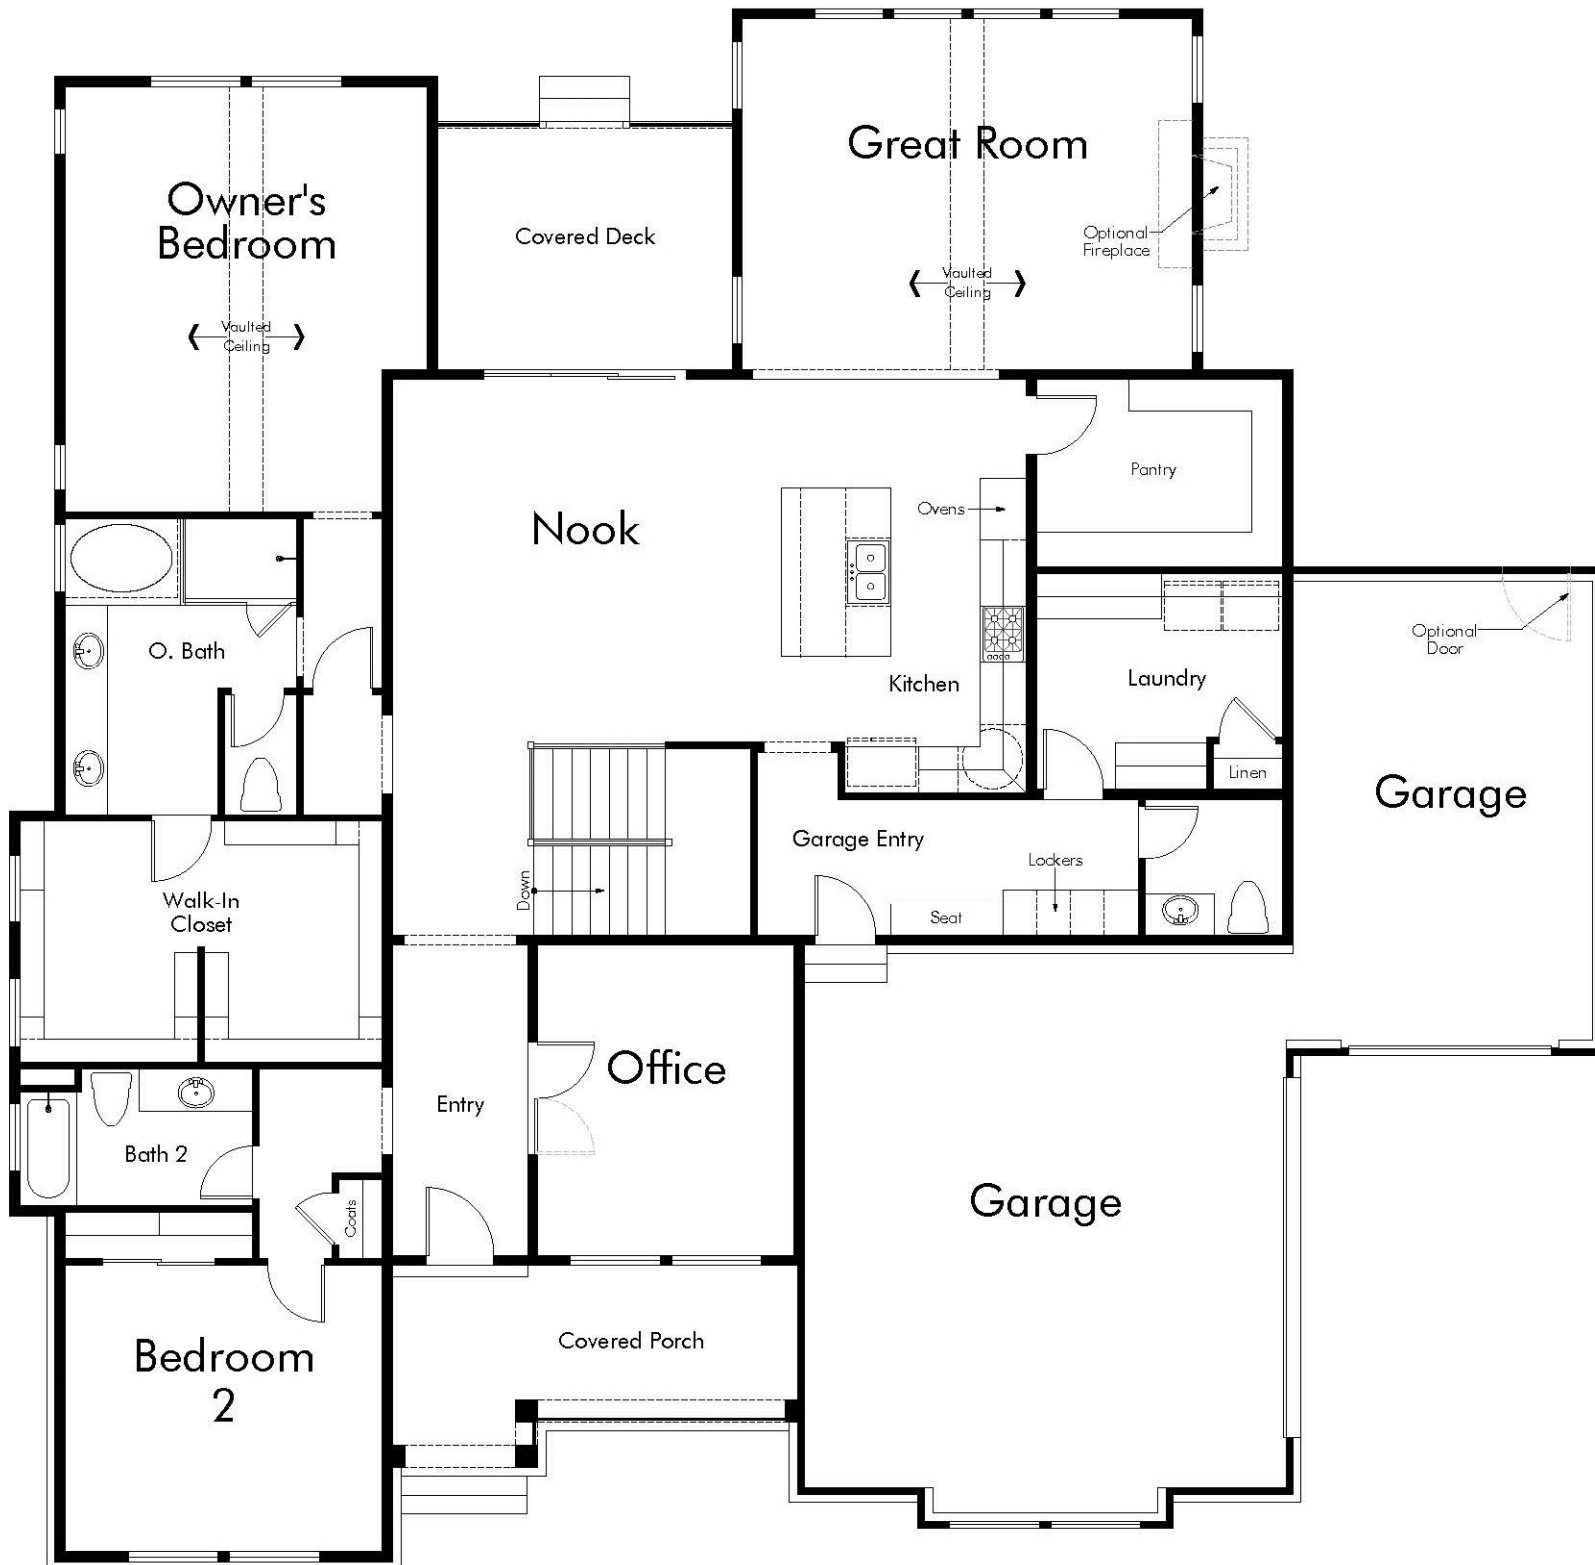 Great Room
Owner's
Bedroom
Covered Deck
Optional
Fireplace
Vaulted
Ceiling
Vaulted
Ceiling
Pantry
Ovens
Nook
Optional
Door
O. Bath
Kitchen
Laundry
Linen
Garage
Garage Entry
Lockers
Down
Seat
Walk-In
Closet
Office
Entry
Bath 2
Coats
Garage
Covered Porch
Bedroom
2